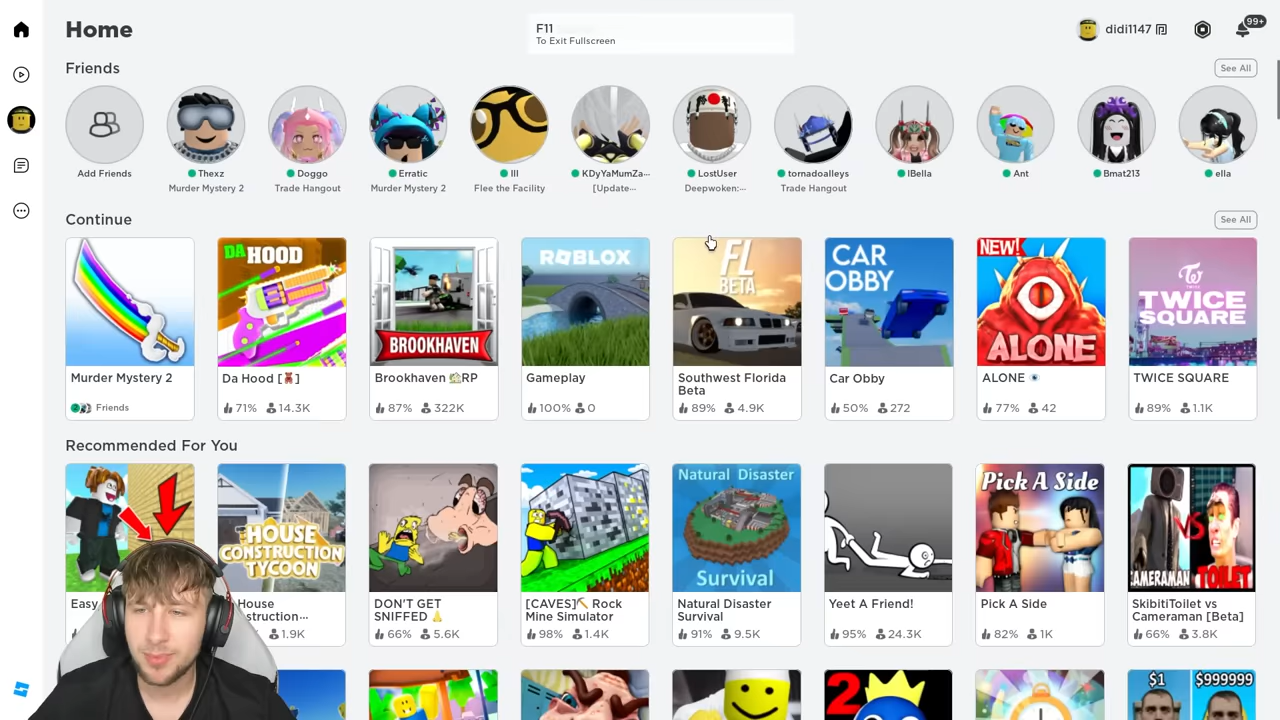 Home
F11
To Exit Fullscreen
didi1147
99+
Friends
See All
Add Friends
Thexz
Murder Mystery 2
Doggo
Trade Hangout
Erratic
Murder Mystery 2
Flee the Facility
KDyYaMumZa...
[Update...
LostUser
Deepwoken:...
tornadoalleys
Trade Hangout
Ant
Bmat213
ella
Continue
See All
DA HOOD
BROOKHAVEN
ROBLOX
FL
BETA
CAR
OBBY
NEW!
ALONE
TWICE
SQUARE
Murder Mystery 2
Friends
Da Hood [🧸]
71% 14.3K
Brookhaven 🏡RP
87% 322K
Gameplay
100% 0
Southwest Florida
Beta
89% 4.9K
Car Obby
50% 272
ALONE 👁
77% 42
TWICE SQUARE
89% 1.1K
Recommended For You
HOUSE
CONSTRUCTION
TYCOON
Natural Disaster
Survival
Pick A Side
VS
CAMERAMAN TOILET
Easy
House
struction...
1.9K
DON'T GET
SNIFFED 👃
66% 5.6K
[CAVES]⛏ Rock
Mine Simulator
98% 1.4K
Natural Disaster
Survival
91% 9.5K
Yeet A Friend!
95% 24.3K
Pick A Side
82% 1K
SkibitiToilet vs
Cameraman [Beta]
66% 3.8K
2
$1 $999999